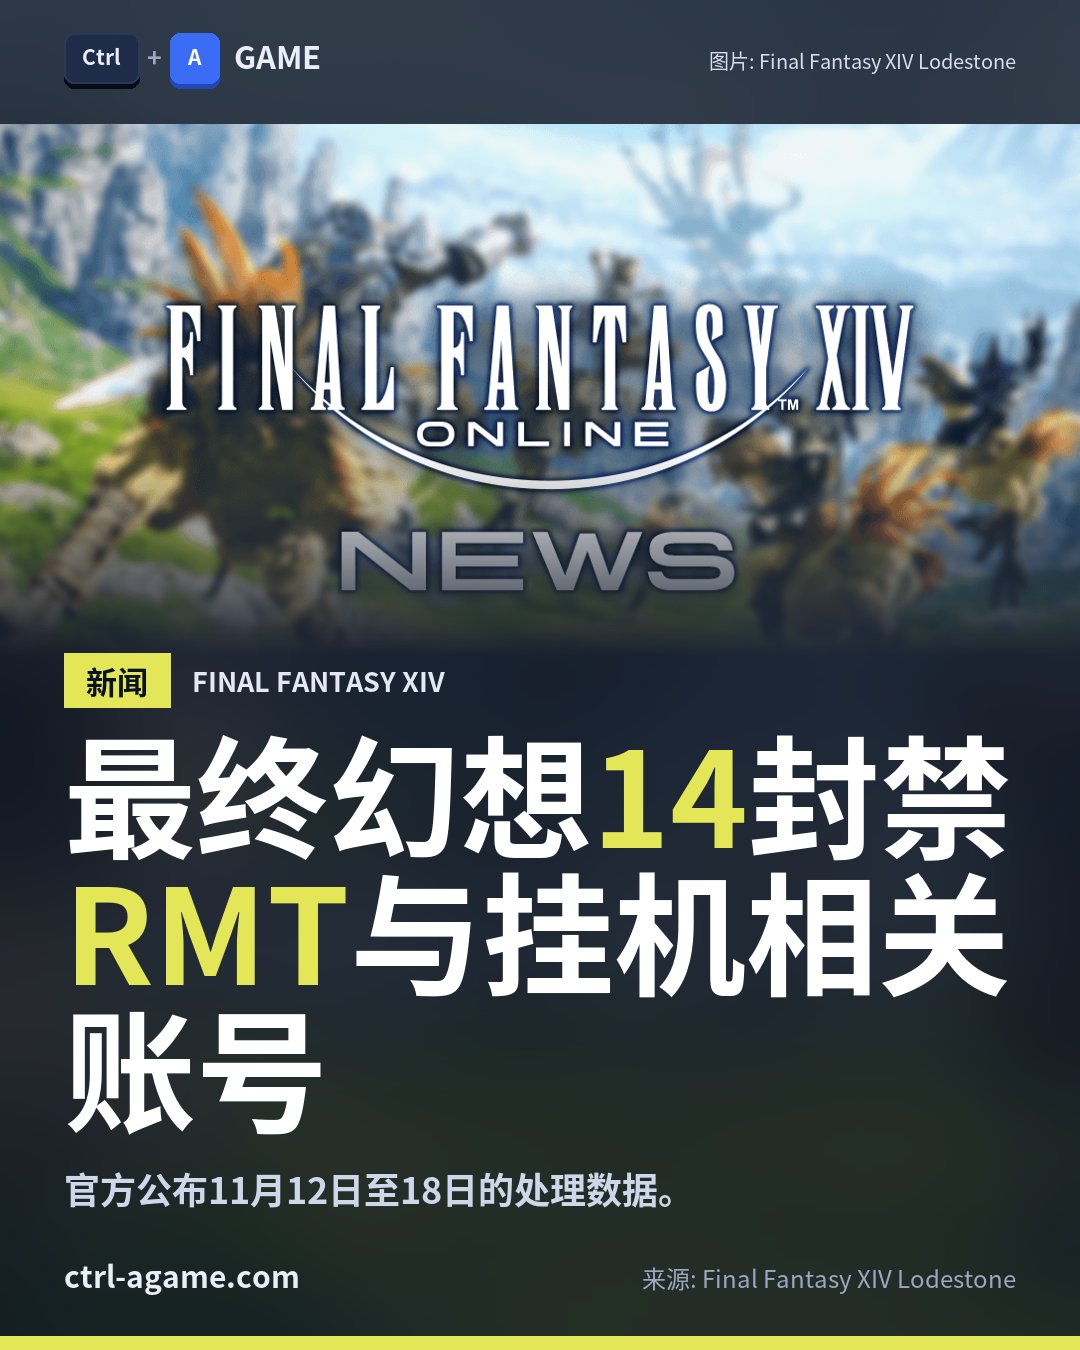 Ctrl + A GAME
图片: Final Fantasy XIV Lodestone
FINAL FANTASY XIV™
ONLINE
NEWS
新闻 FINAL FANTASY XIV
最终幻想14封禁
RMT与挂机相关
账号
官方公布11月12日至18日的处理数据。
ctrl-agame.com
来源: Final Fantasy XIV Lodestone